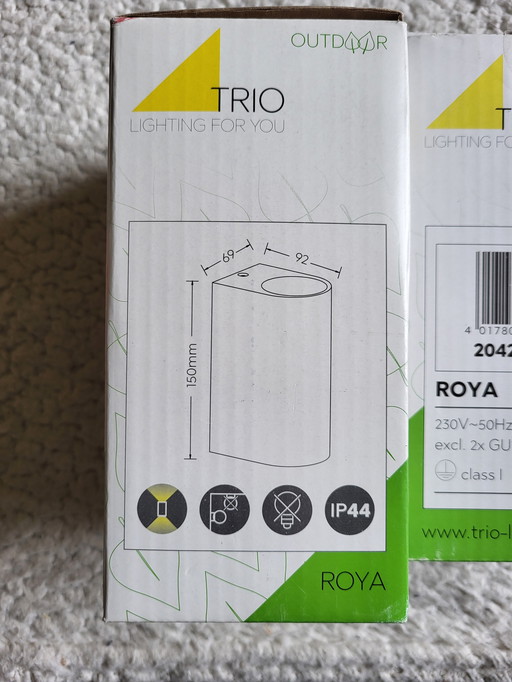 OUTDOOR
TRIO
LIGHTING FOR YOU
69
92
150mm
IP44
ROYA
T
LIGHTING FO
4 01780
2042
ROYA
230V~50Hz
excl. 2x GU
class I
www.trio-l